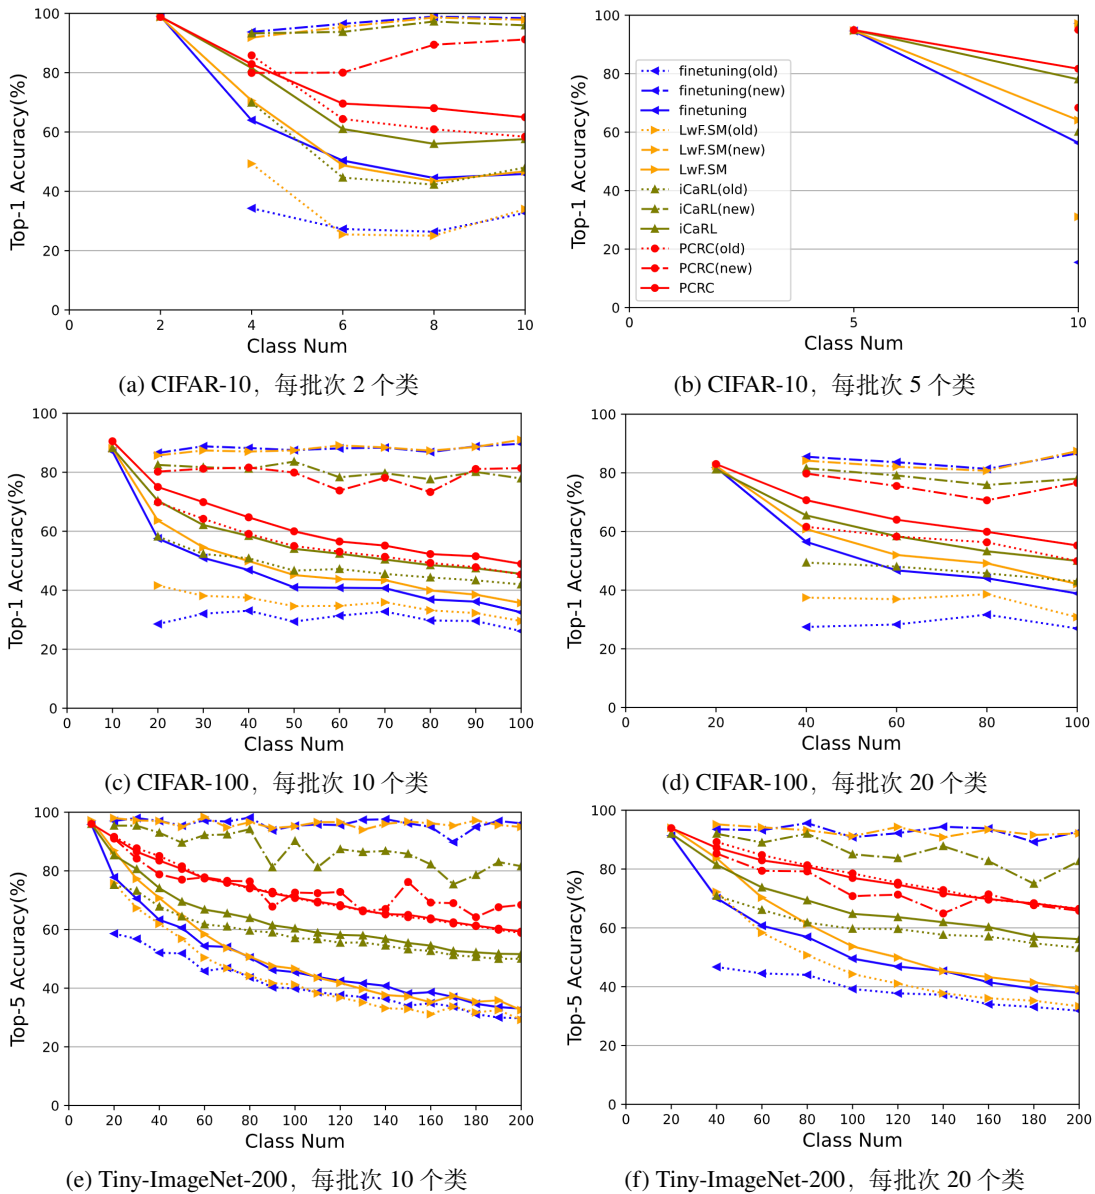 100
80
60
40
20
0
Top-1 Accuracy(%)
0 2 4 6 8 10
Class Num
(a) CIFAR-10，每批次 2 个类
100
80
60
40
20
0
Top-1 Accuracy(%)
finetuning(old)
finetuning(new)
finetuning
LwF.SM(old)
LwF.SM(new)
LwF.SM
iCaRL(old)
iCaRL(new)
iCaRL
PCRC(old)
PCRC(new)
PCRC
0 5 10
Class Num
(b) CIFAR-10，每批次 5 个类
100
80
60
40
20
0
Top-1 Accuracy(%)
0 10 20 30 40 50 60 70 80 90 100
Class Num
(c) CIFAR-100，每批次 10 个类
100
80
60
40
20
0
Top-1 Accuracy(%)
0 20 40 60 80 100
Class Num
(d) CIFAR-100，每批次 20 个类
100
80
60
40
20
0
Top-5 Accuracy(%)
0 20 40 60 80 100 120 140 160 180 200
Class Num
(e) Tiny-ImageNet-200，每批次 10 个类
100
80
60
40
20
0
Top-5 Accuracy(%)
0 20 40 60 80 100 120 140 160 180 200
Class Num
(f) Tiny-ImageNet-200，每批次 20 个类